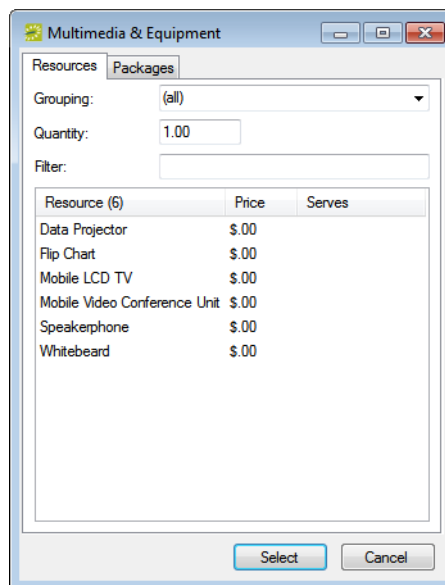 Multimedia & Equipment
Resources Packages
Grouping: (all)
Quantity: 1.00
Filter:
Resource (6) Price Serves
Data Projector $.00
Flip Chart $.00
Mobile LCD TV $.00
Mobile Video Conference Unit $.00
Speakerphone $.00
Whitebeard $.00
Select Cancel